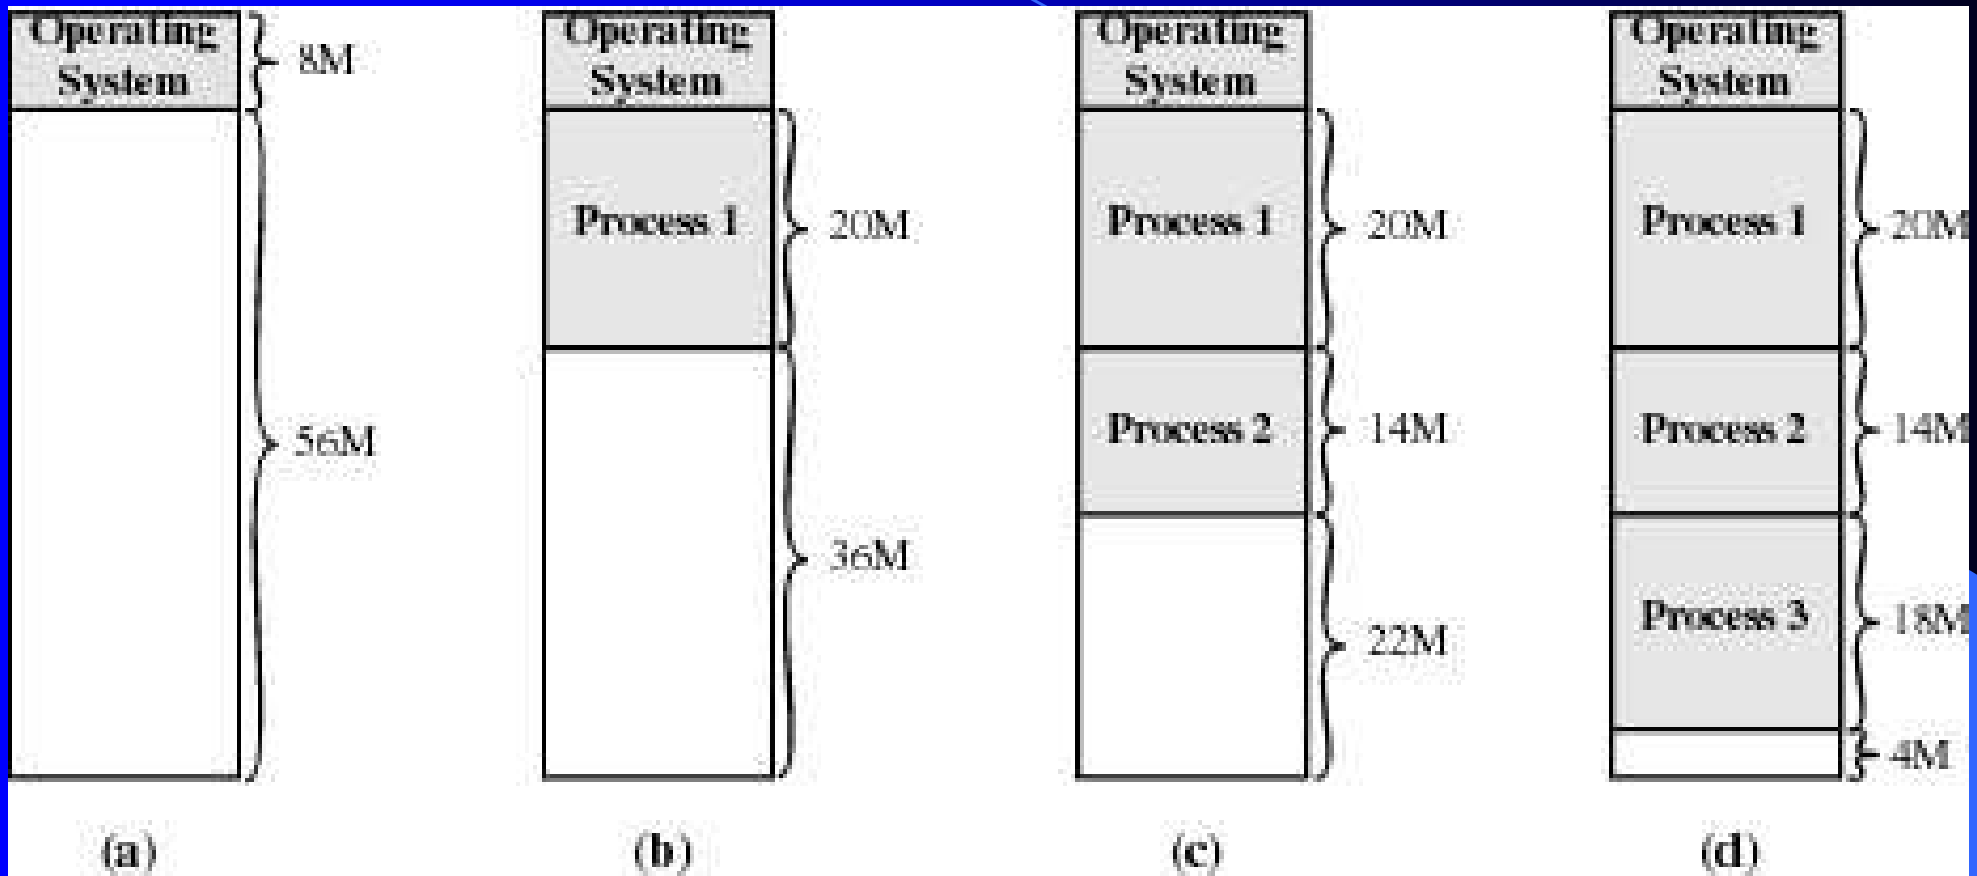 Operating
System
8M
56M
(a)
Operating
System
Process 1
20M
36M
(b)
Operating
System
Process 1
20M
Process 2
14M
22M
(c)
Operating
System
Process 1
20M
Process 2
14M
Process 3
18M
4M
(d)